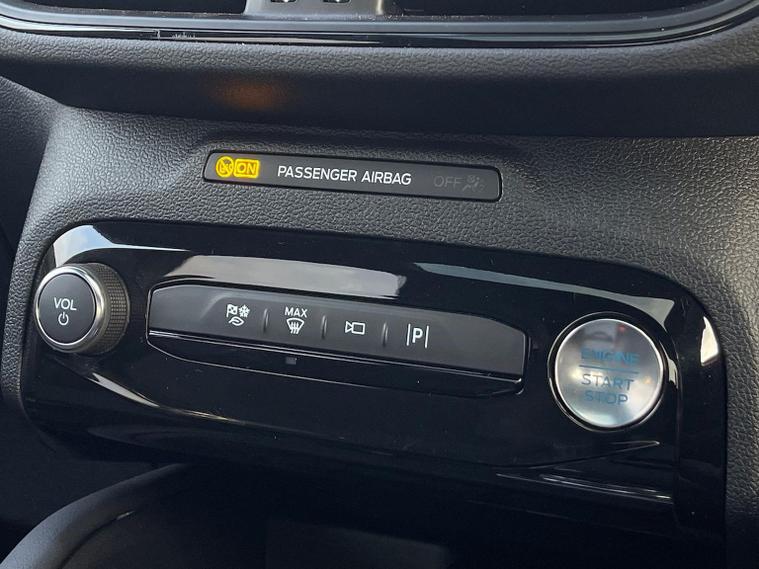 ON PASSENGER AIRBAG OFF
VOL
MAX
P
ENGINE
START
STOP